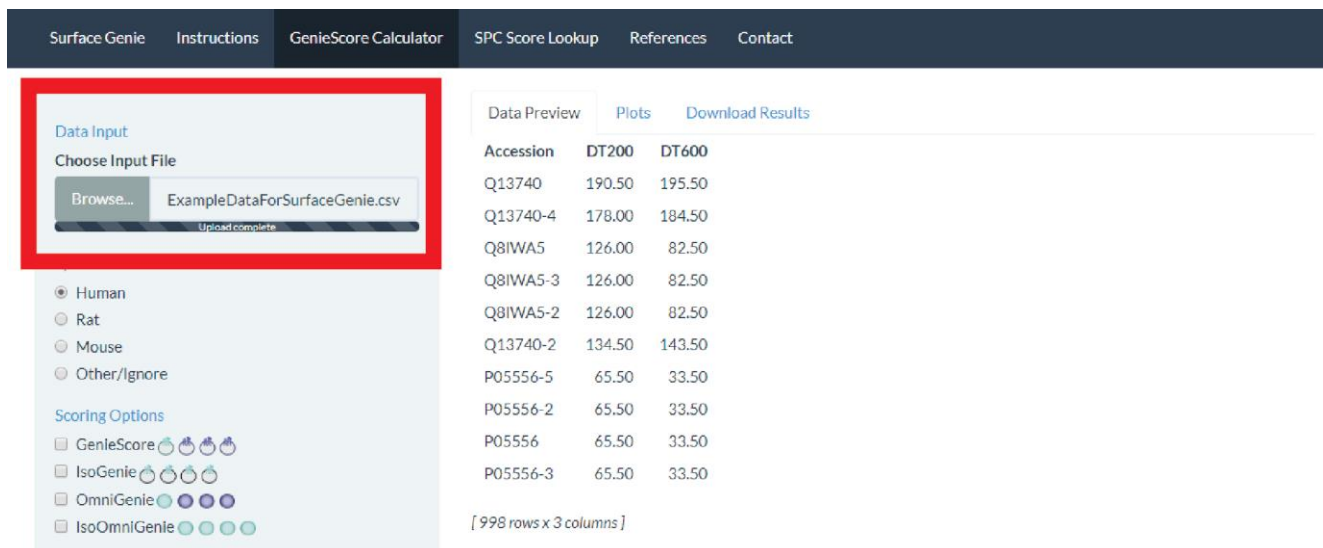 Surface Genie Instructions GenieScore Calculator SPC Score Lookup References Contact
Data Input
Choose Input File
Browse... ExampleDataForSurfaceGenie.csv
Upload complete
Human
Rat
Mouse
Other/Ignore
Scoring Options
GenieScore
IsoGenie
OmniGenie
IsoOmniGenie
Data Preview Plots Download Results
Accession DT200 DT600
Q13740 190.50 195.50
Q13740-4 178.00 184.50
Q8IWA5 126.00 82.50
Q8IWA5-3 126.00 82.50
Q8IWA5-2 126.00 82.50
Q13740-2 134.50 143.50
P05556-5 65.50 33.50
P05556-2 65.50 33.50
P05556 65.50 33.50
P05556-3 65.50 33.50
[ 998 rows x 3 columns ]